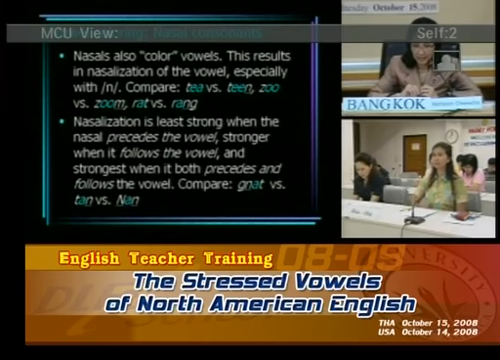 MCU View:
Self:2
Nasal consonants
• Nasals also "color" vowels. This results
in nasalization of the vowel, especially
with /n/. Compare: tea vs. teen, zoo
vs. zoom, rat vs. rang
• Nasalization is least strong when the
nasal precedes the vowel, stronger
when it follows the vowel, and
strongest when it both precedes and
follows the vowel. Compare: gnat vs.
tan vs. Nan
October 15, 2008
BANGKOK
English Teacher Training
08-09
The Stressed Vowels
of North American English
THA October 15, 2008
USA October 14, 2008